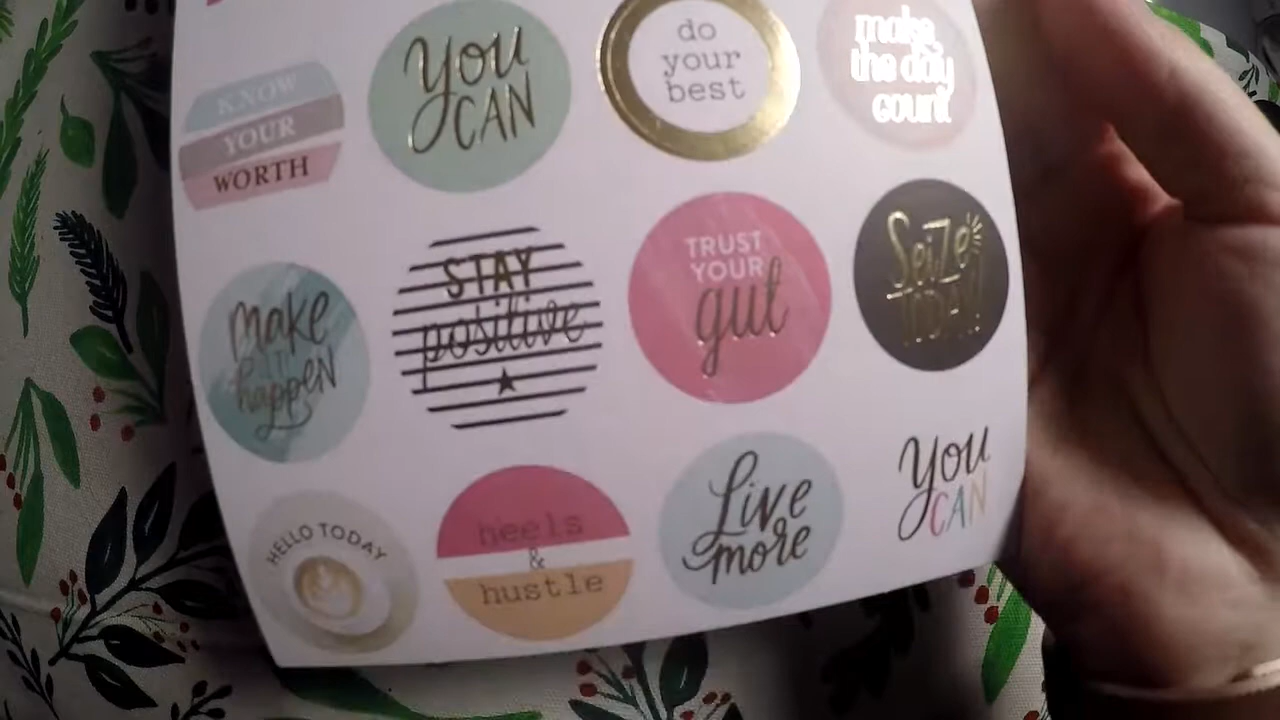 KNOW
YOUR
WORTH
You
CAN
do
your
best
make
the day
count
Make
IT
happen
STAY
positive
TRUST
YOUR
gut
SeiZe
TODAY
HELLO TODAY
heels
&
hustle
Live
more
You
CAN